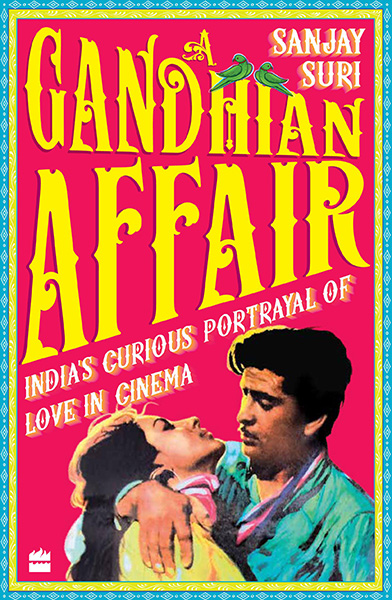 SANJAY
SURI
A
GANDHIAN
AFFAIR
INDIA'S CURIOUS PORTRAYAL OF
LOVE IN CINEMA